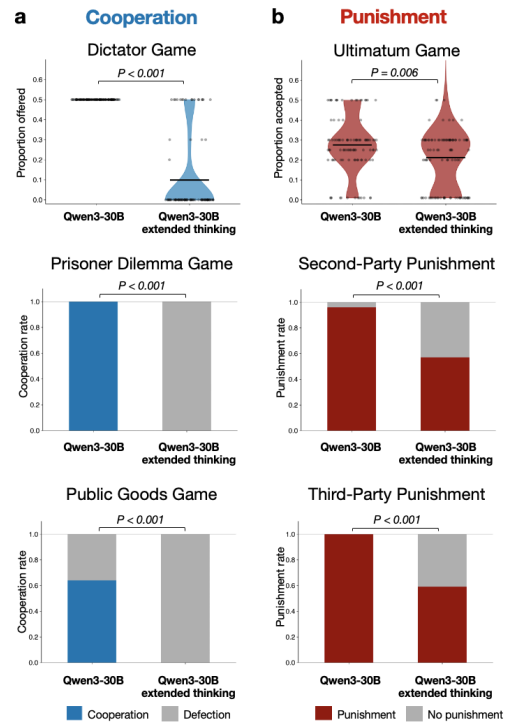 a
Cooperation
Dictator Game
P < 0.001
Proportion offered
0.6
0.5
0.4
0.3
0.2
0.1
0.0
Qwen3-30B
Qwen3-30B
extended thinking
Prisoner Dilemma Game
P < 0.001
Cooperation rate
1.0
0.8
0.6
0.4
0.2
0.0
Qwen3-30B
Qwen3-30B
extended thinking
Public Goods Game
P < 0.001
Cooperation rate
1.0
0.8
0.6
0.4
0.2
0.0
Qwen3-30B
Qwen3-30B
extended thinking
Cooperation
Defection
b
Punishment
Ultimatum Game
P = 0.006
Proportion accepted
0.6
0.5
0.4
0.3
0.2
0.1
0.0
Qwen3-30B
Qwen3-30B
extended thinking
Second-Party Punishment
P < 0.001
Punishment rate
1.0
0.8
0.6
0.4
0.2
0.0
Qwen3-30B
Qwen3-30B
extended thinking
Third-Party Punishment
P < 0.001
Punishment rate
1.0
0.8
0.6
0.4
0.2
0.0
Qwen3-30B
Qwen3-30B
extended thinking
Punishment
No punishment